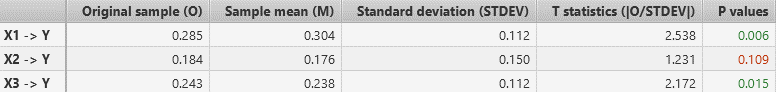 Original sample (O) Sample mean (M) Standard deviation (STDEV) T statistics (|O/STDEV|) P values
X1 -> Y 0.285 0.304 0.112 2.538 0.006
X2 -> Y 0.184 0.176 0.150 1.231 0.109
X3 -> Y 0.243 0.238 0.112 2.172 0.015